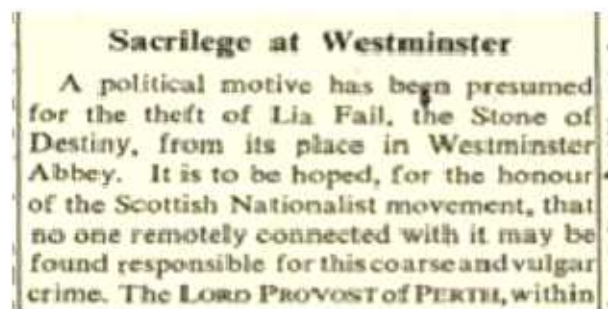 Sacrilege at Westminster
A political motive has been presumed
for the theft of Lia Fail, the Stone of
Destiny, from its place in Westminster
Abbey. It is to be hoped, for the honour
of the Scottish Nationalist movement, that
no one remotely connected with it may be
found responsible for this coarse and vulgar
crime. The LORD PROVOST of PERTH, within